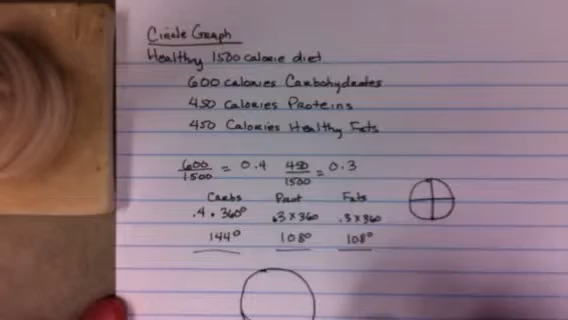 Circle Graph
Healthy 1500 calorie diet
600 calories Carbohydrates
450 calories Proteins
450 Calories Healthy Fats
600/1500 = 0.4 450/1500 = 0.3
Carbs Prot Fats
.4 • 360° .3 x 360 .3 x 360
144° 108° 108°